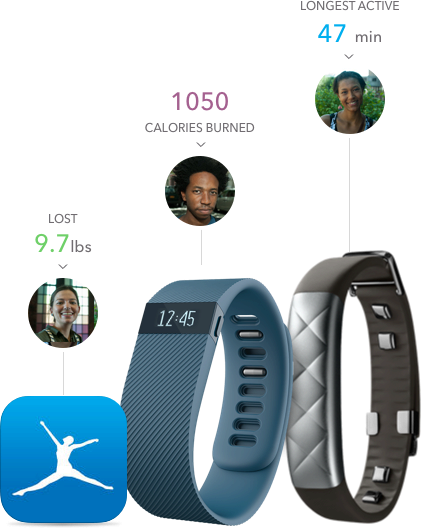 LONGEST ACTIVE
47 min
1050
CALORIES BURNED
LOST
9.7lbs
12:45